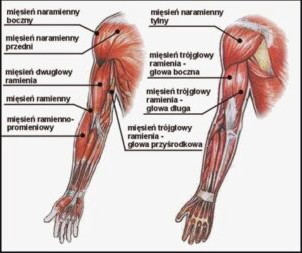 mięsień naramienny
boczny
mięsień naramienny
przedni
mięsień dwugłowy
ramienia
mięsień ramienny
mięsień ramienno-
promieniowy
mięsień naramienny
tylny
mięsień trójgłowy
ramienia -
głowa boczna
mięsień trójgłowy
ramienia -
głowa długa
mięsień trójgłowy
ramienia -
głowa przyśrodkowa